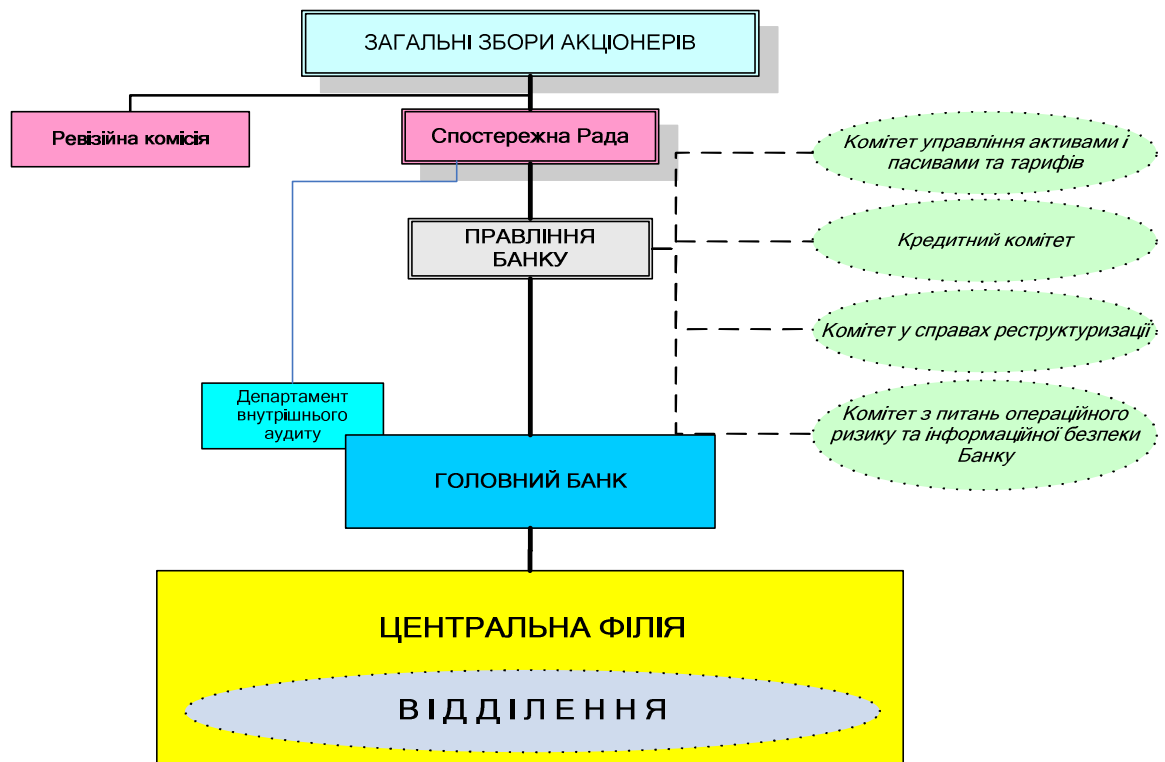 ЗАГАЛЬНІ ЗБОРИ АКЦІОНЕРІВ
Ревізійна комісія
Спостережна Рада
Комітет управління активами і
пасивами та тарифів
ПРАВЛІННЯ
БАНКУ
Кредитний комітет
Комітет у справах реструктуризації
Департамент
внутрішнього
аудиту
Комітет з питань операційного
ризику та інформаційної безпеки
Банку
ГОЛОВНИЙ БАНК
ЦЕНТРАЛЬНА ФІЛІЯ
В І Д Д І Л Е Н Н Я